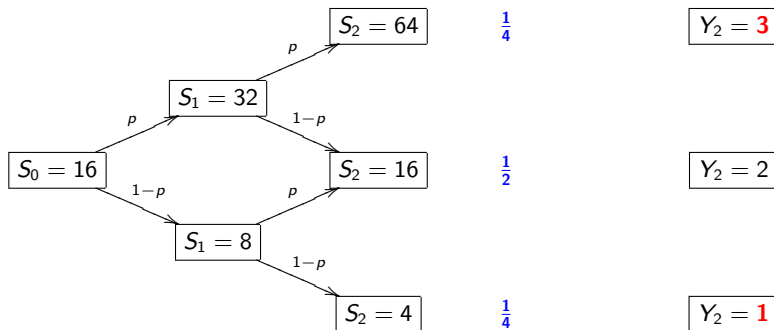 S₂ = 64 1/4 Y₂ = 3
p
S₁ = 32
p 1−p
S₀ = 16 S₂ = 16 1/2 Y₂ = 2
1−p p
S₁ = 8
1−p
S₂ = 4 1/4 Y₂ = 1